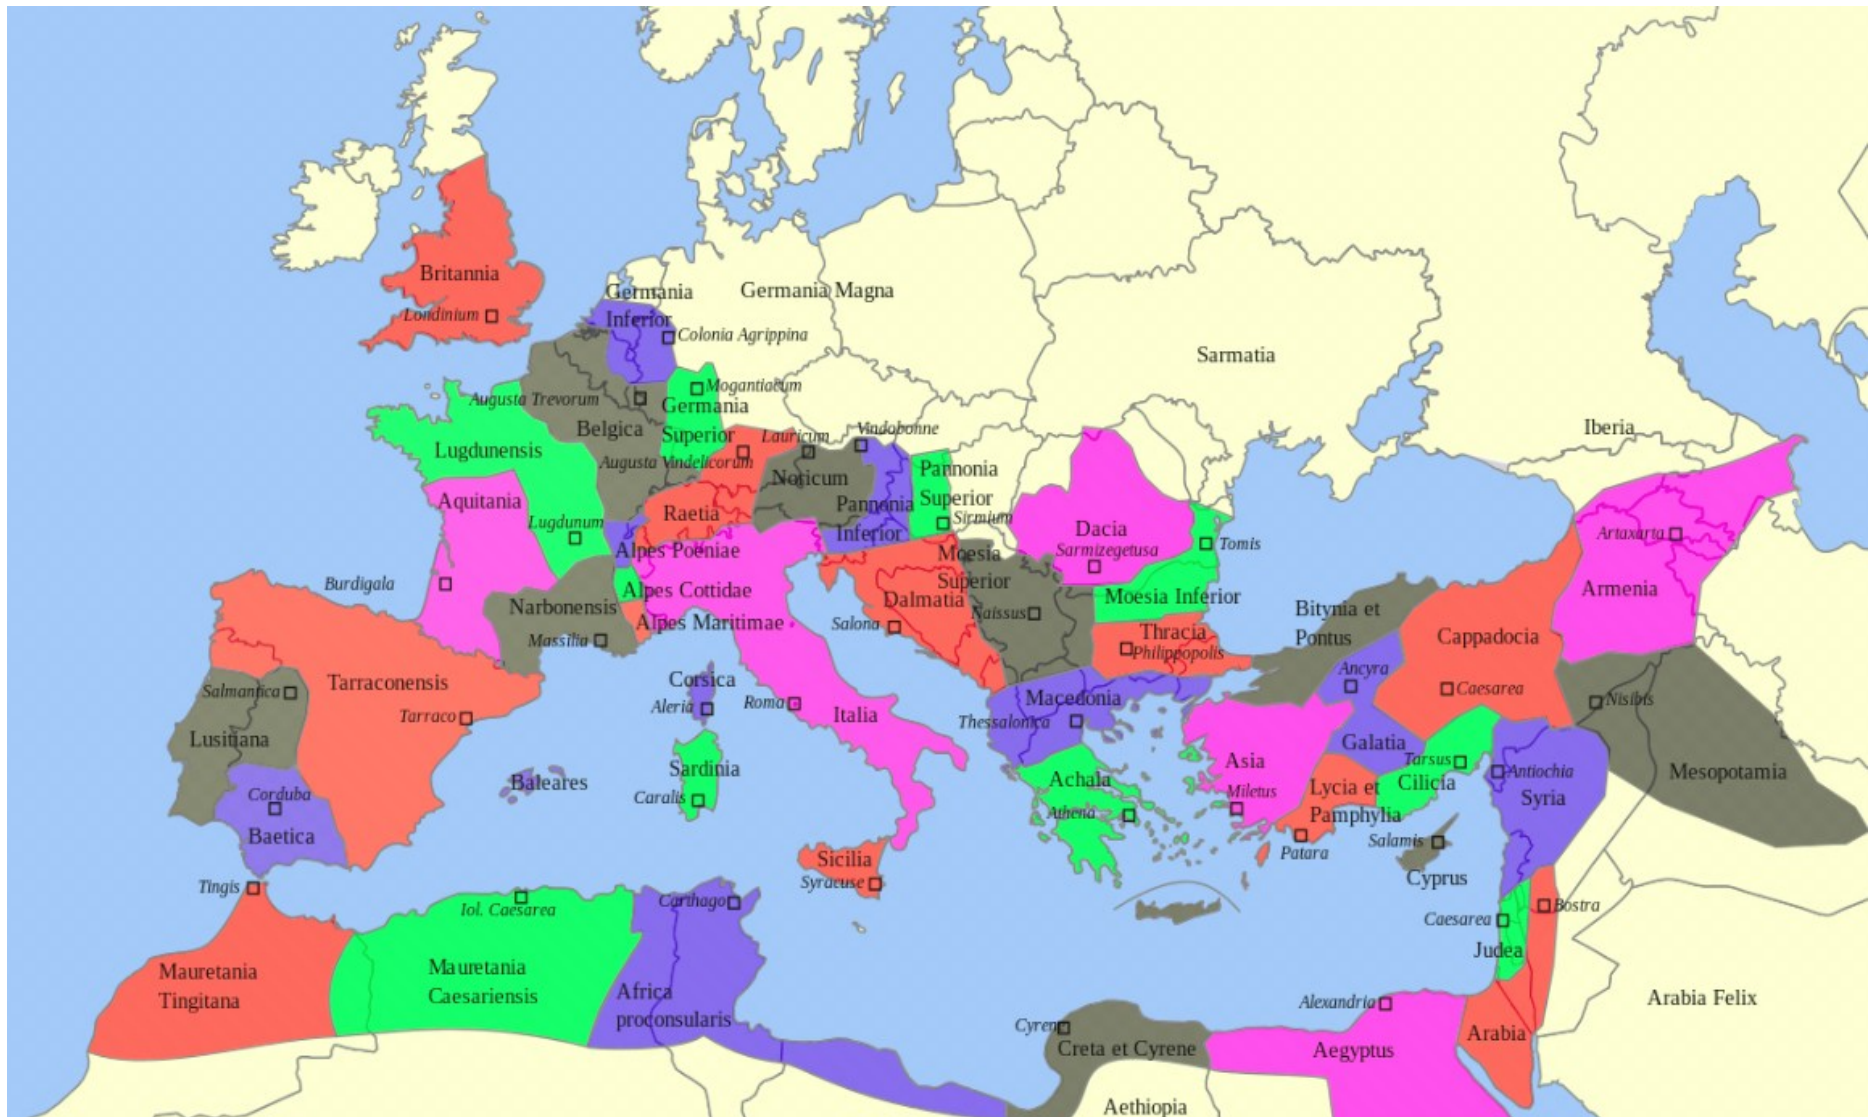 Britannia
Londinium
Germania
Inferior
Germania Magna
Colonia Agrippina
Sarmatia
Mogantiacum
Augusta Trevorum
Germania
Superior
Belgica
Lauricum
Vindobonne
Iberia
Lugdunensis
Augusta Vindelicorum
Noricum
Pannonia
Superior
Sirmium
Aquitania
Pannonia
Inferior
Raetia
Lugdunum
Dacia
Sarmizegetusa
Tomis
Artaxarta
Alpes Poeniae
Moesia
Superior
Burdigala
Alpes Cottidae
Armenia
Narbonensis
Dalmatia
Naissus
Moesia Inferior
Bitynia et
Pontus
Massilia
Alpes Maritimae
Salona
Thracia
Philippopolis
Cappadocia
Ancyra
Tarraconensis
Corsica
Salmantica
Aleria
Roma
Macedonia
Caesarea
Nisibis
Tarraco
Italia
Thessalonica
Lusitiana
Galatia
Asia
Tarsus
Antiochia
Mesopotamia
Sardinia
Baleares
Achala
Cilicia
Corduba
Caralis
Miletus
Lycia et
Pamphylia
Syria
Athena
Baetica
Salamis
Patara
Sicilia
Syracuse
Cyprus
Tingis
Iol. Caesarea
Carthago
Caesarea
Bostra
Judea
Mauretania
Tingitana
Mauretania
Caesariensis
Africa
proconsularis
Alexandria
Arabia Felix
Cyren
Creta et Cyrene
Aegyptus
Arabia
Aethiopia